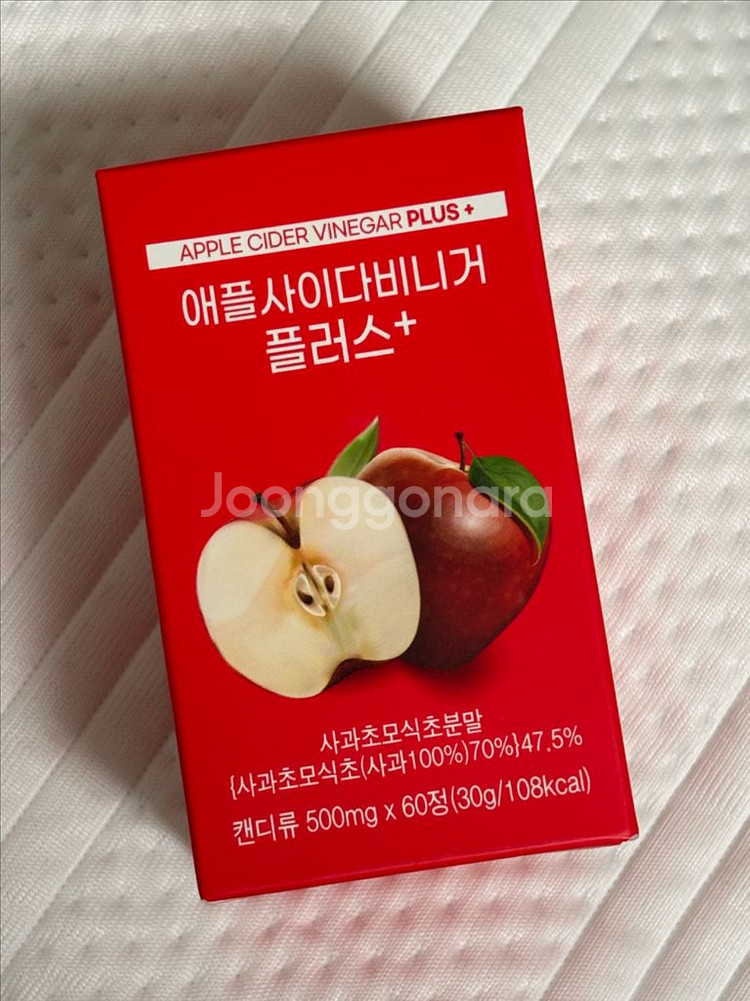 APPLE CIDER VINEGAR PLUS +
애플사이다비니거
플러스+
Joonggonara
사과초모식초분말
{사과초모식초(사과100%)70%}47.5%
캔디류 500mg x 60정(30g/108kcal)